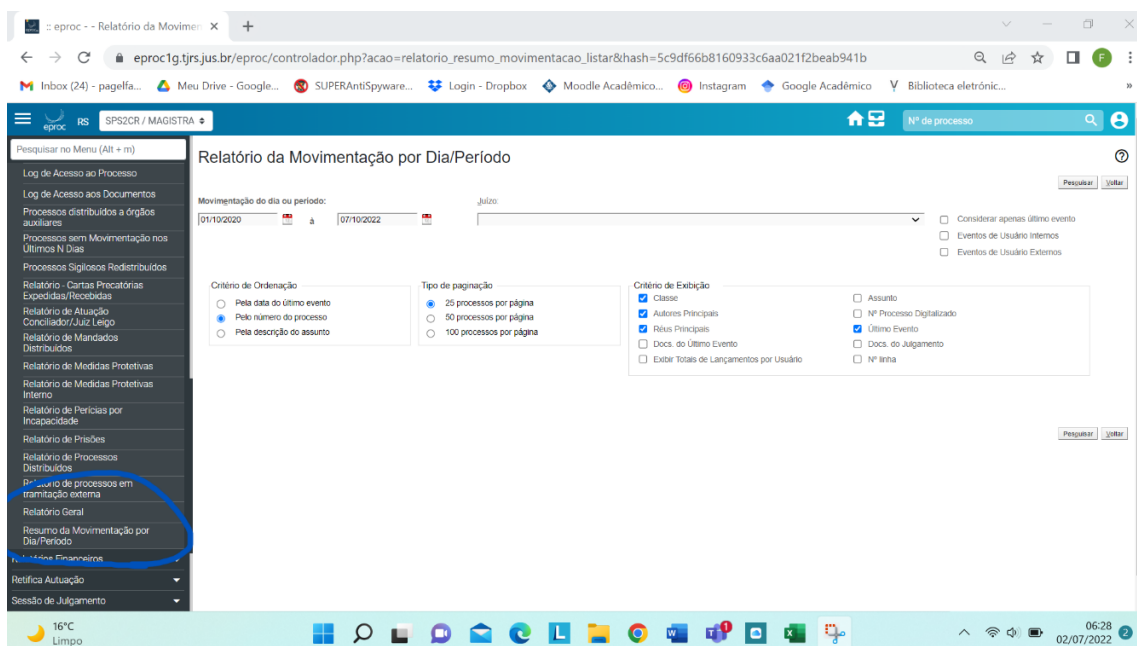 :: eproc - - Relatório da Movimen
eproc1g.tjrs.jus.br/eproc/controlador.php?acao=relatorio_resumo_movimentacao_listar&hash=5c9df66b8160933c6aa021f2beab941b
F
Inbox (24) - pagelfa...
Meu Drive - Google...
SUPERAntiSpyware...
Login - Dropbox
Moodle Acadêmico...
Instagram
Google Acadêmico
Biblioteca eletrônic...
»
eproc
RS
SPS2CR / MAGISTRA
Nº de processo
Pesquisar no Menu (Alt + m)
Log de Acesso ao Processo
Log de Acesso aos Documentos
Processos distribuídos a órgãos
auxiliares
Processos sem Movimentação nos
Últimos N Dias
Processos Sigilosos Redistribuídos
Relatório - Cartas Precatórias
Expedidas/Recebidas
Relatório de Atuação
Conciliador/Juiz Leigo
Relatório de Mandados
Distribuídos
Relatório de Medidas Protetivas
Relatório de Medidas Protetivas
Interno
Relatório de Perícias por
Incapacidade
Relatório de Prisões
Relatório de Processos
Distribuídos
Relatório de processos em
tramitação externa
Relatório Geral
Resumo da Movimentação por
Dia/Período
Relatórios Financeiros
Retifica Autuação
Sessão de Julgamento
Relatório da Movimentação por Dia/Período
Pesquisar
Voltar
Movimentação do dia ou período:
Juízo:
01/10/2020
à
07/10/2022
Considerar apenas último evento
Eventos de Usuário Internos
Eventos de Usuário Externos
Critério de Ordenação
Pela data do último evento
Pelo número do processo
Pela descrição do assunto
Tipo de paginação
25 processos por página
50 processos por página
100 processos por página
Critério de Exibição
Classe
Assunto
Autores Principais
Nº Processo Digitalizado
Réus Principais
Último Evento
Docs. do Último Evento
Docs. do Julgamento
Exibir Totais de Lançamentos por Usuário
Nº linha
Pesquisar
Voltar
16°C
Limpo
1
06:28
02/07/2022
2